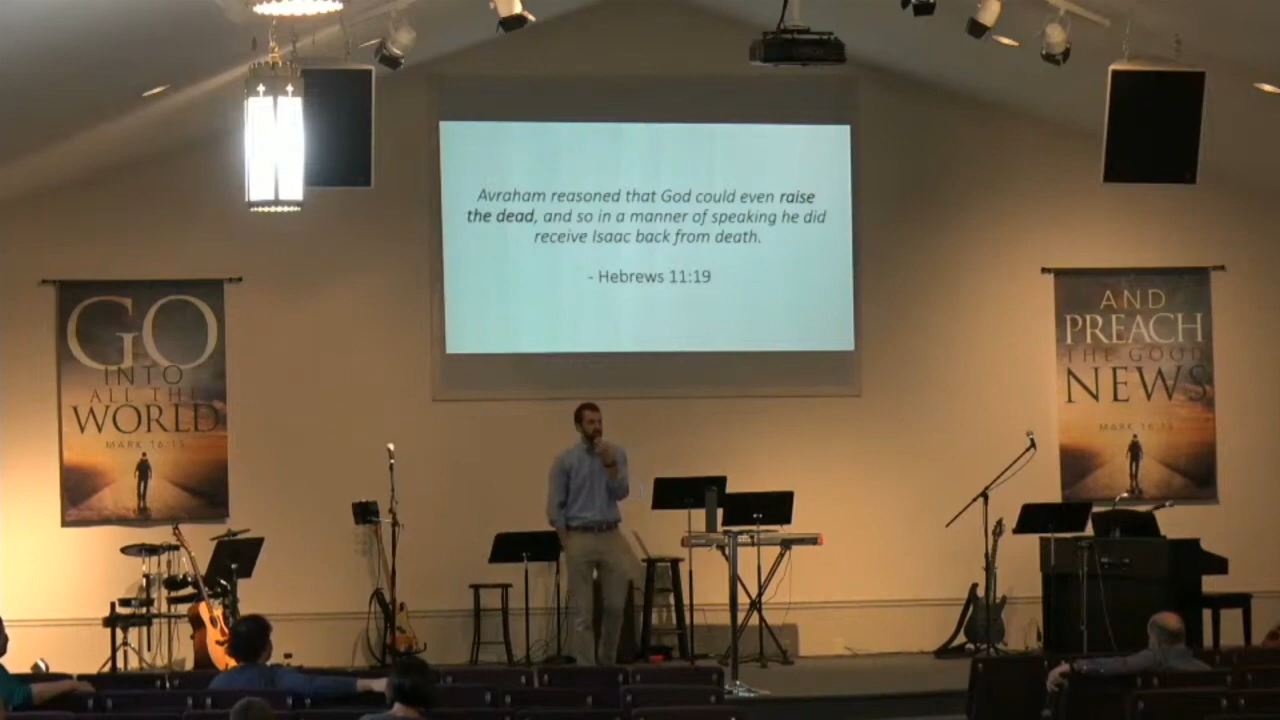 Avraham reasoned that God could even raise
the dead, and so in a manner of speaking he did
receive Isaac back from death.
- Hebrews 11:19
GO
INTO
ALL THE
WORLD
MARK 16:15
AND
PREACH
THE GOOD
NEWS
MARK 16:15